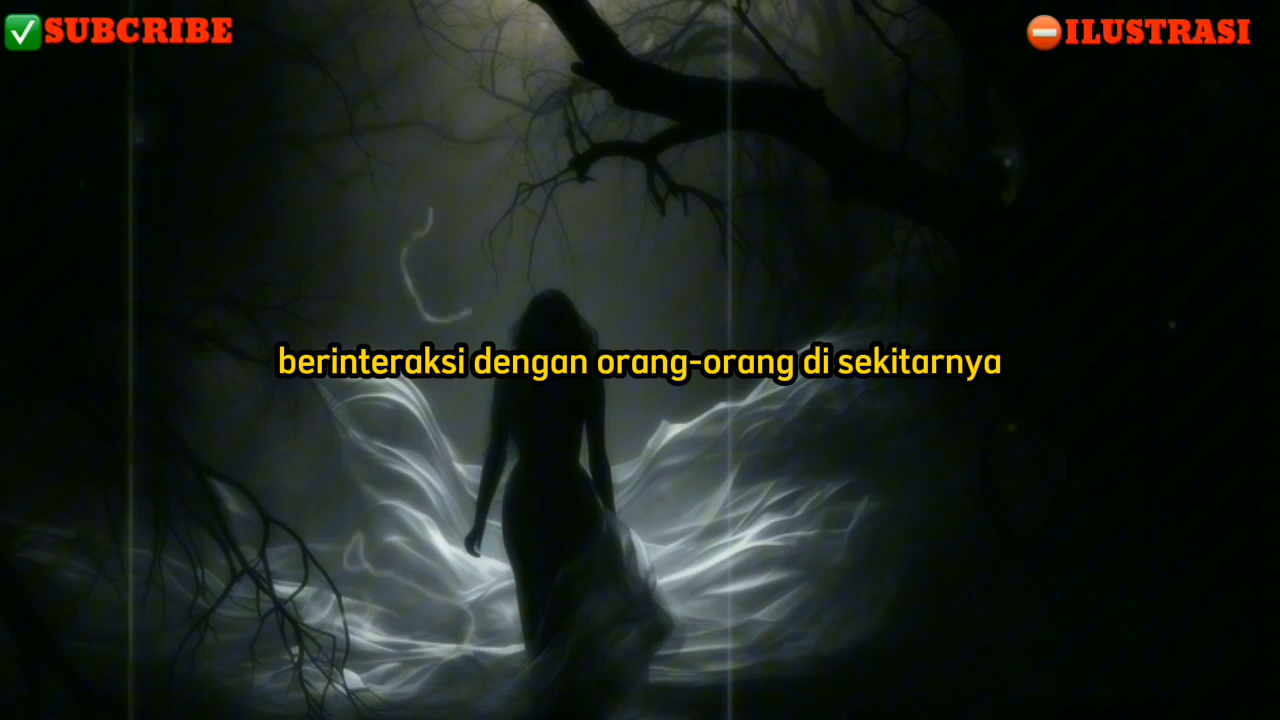 ✅SUBCRIBE
⛔ILUSTRASI
berinteraksi dengan orang-orang di sekitarnya